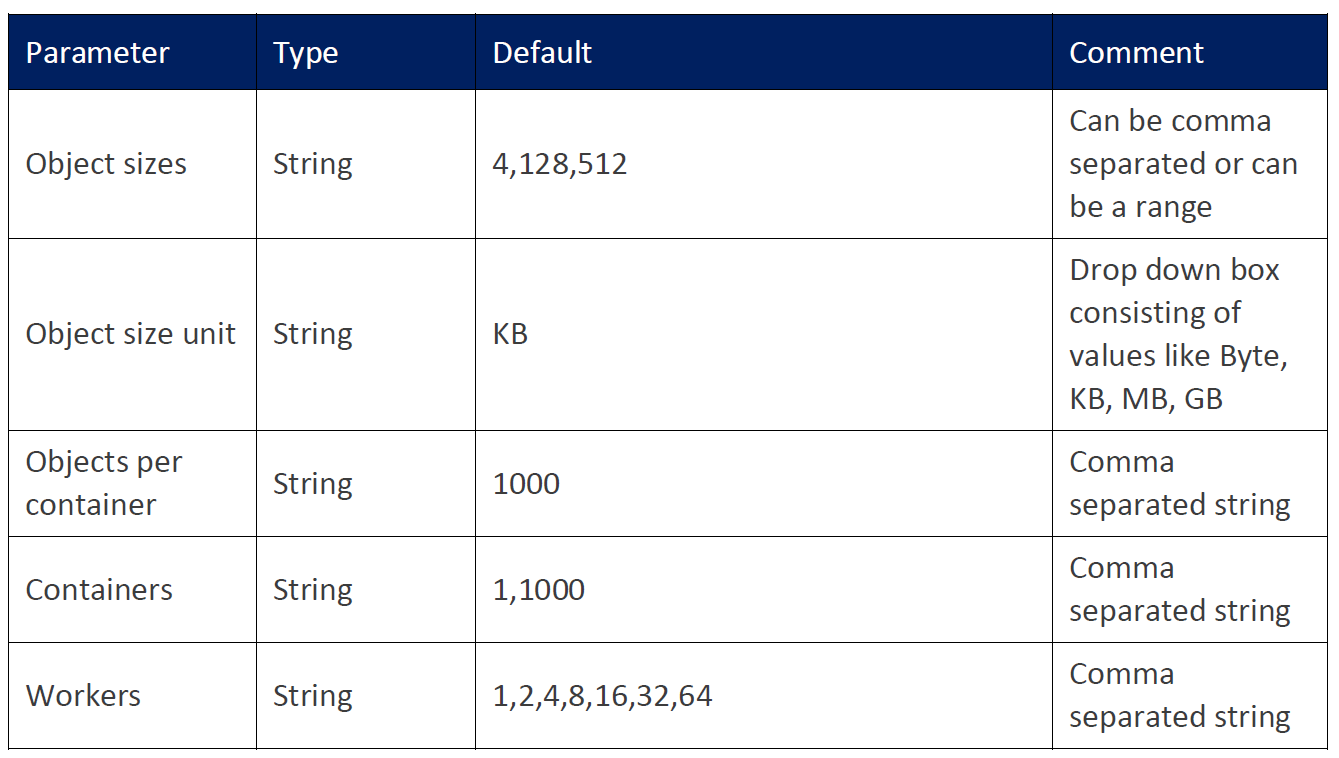 Parameter Type Default Comment
Object sizes String 4,128,512 Can be comma
separated or can
be a range
Object size unit String KB Drop down box
consisting of
values like Byte,
KB, MB, GB
Objects per
container String 1000 Comma
separated string
Containers String 1,1000 Comma
separated string
Workers String 1,2,4,8,16,32,64 Comma
separated string